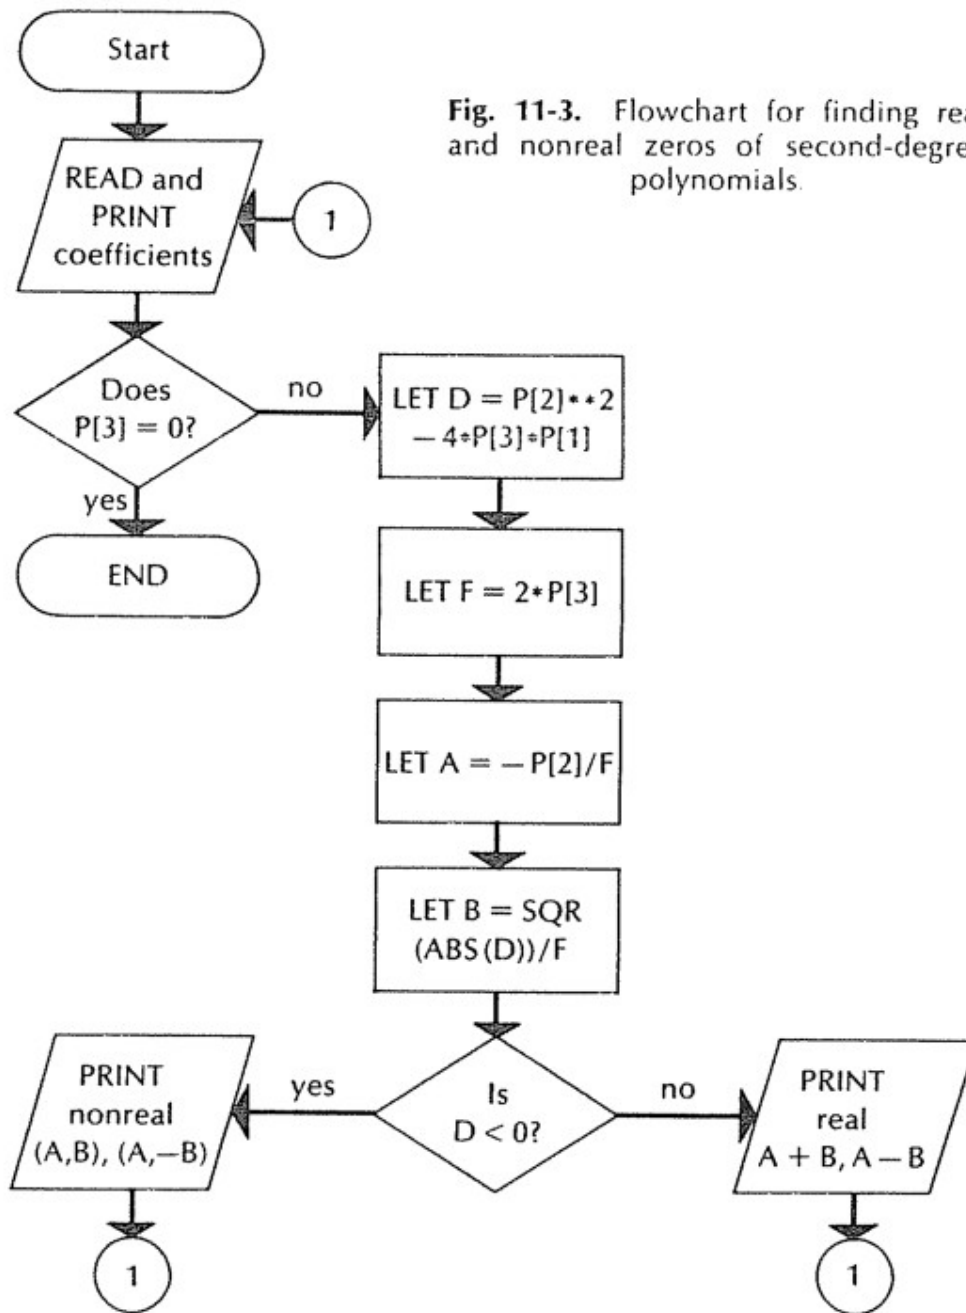 Start
Fig. 11-3. Flowchart for finding
and nonreal zeros of
polynomials.
READ and
PRINT
coefficients
1
Does
P[3] = 0?
no
yes
END
LET D = P[2]**2
− 4*P[3]*P[1]
LET F = 2*P[3]
LET A = − P[2]/F
LET B = SQR
(ABS(D))/F
Is
D < 0?
yes
no
PRINT
nonreal
(A,B), (A,−B)
PRINT
real
A + B, A − B
1
1